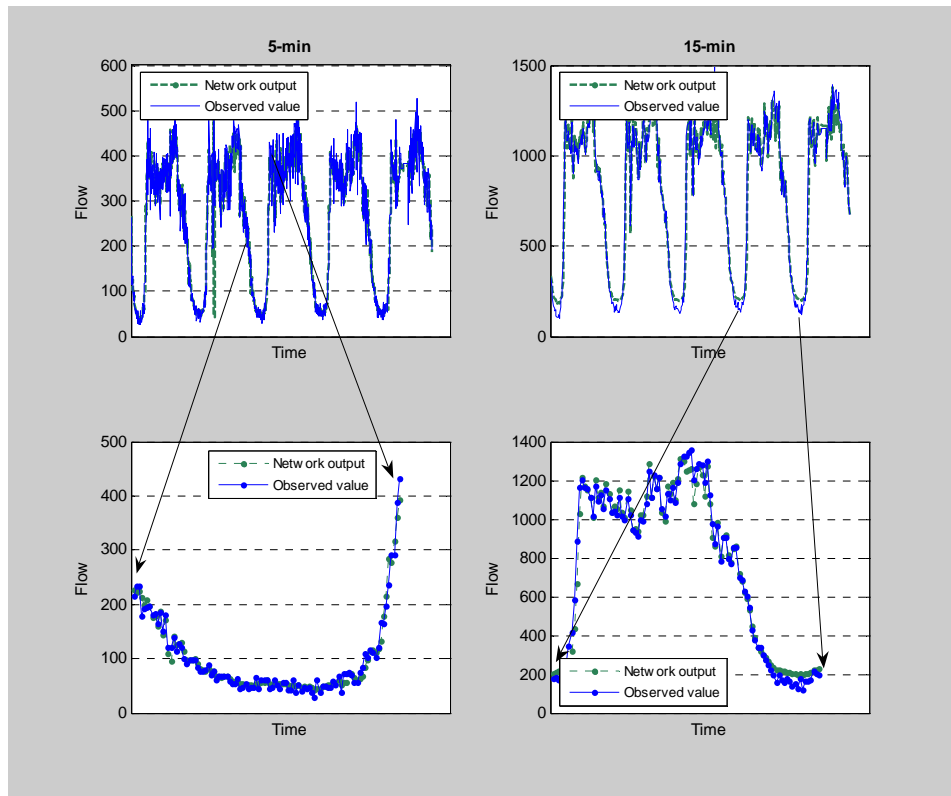 5-min
600
500
400
300
200
100
0
Flow
Network output
Observed value
Time
15-min
1500
1000
500
0
Flow
Network output
Observed value
Time
500
400
300
200
100
0
Flow
Network output
Observed value
Time
1400
1200
1000
800
600
400
200
0
Flow
Network output
Observed value
Time